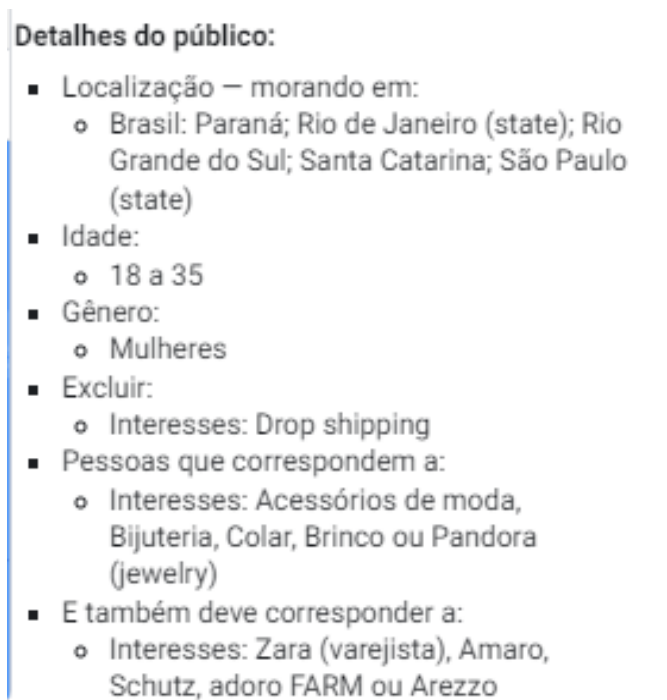 Detalhes do público:
Localização — morando em:
Brasil: Paraná; Rio de Janeiro (state); Rio
Grande do Sul; Santa Catarina; São Paulo
(state)
Idade:
18 a 35
Gênero:
Mulheres
Excluir:
Interesses: Drop shipping
Pessoas que correspondem a:
Interesses: Acessórios de moda,
Bijuteria, Colar, Brinco ou Pandora
(jewelry)
E também deve corresponder a:
Interesses: Zara (varejista), Amaro,
Schutz, adoro FARM ou Arezzo